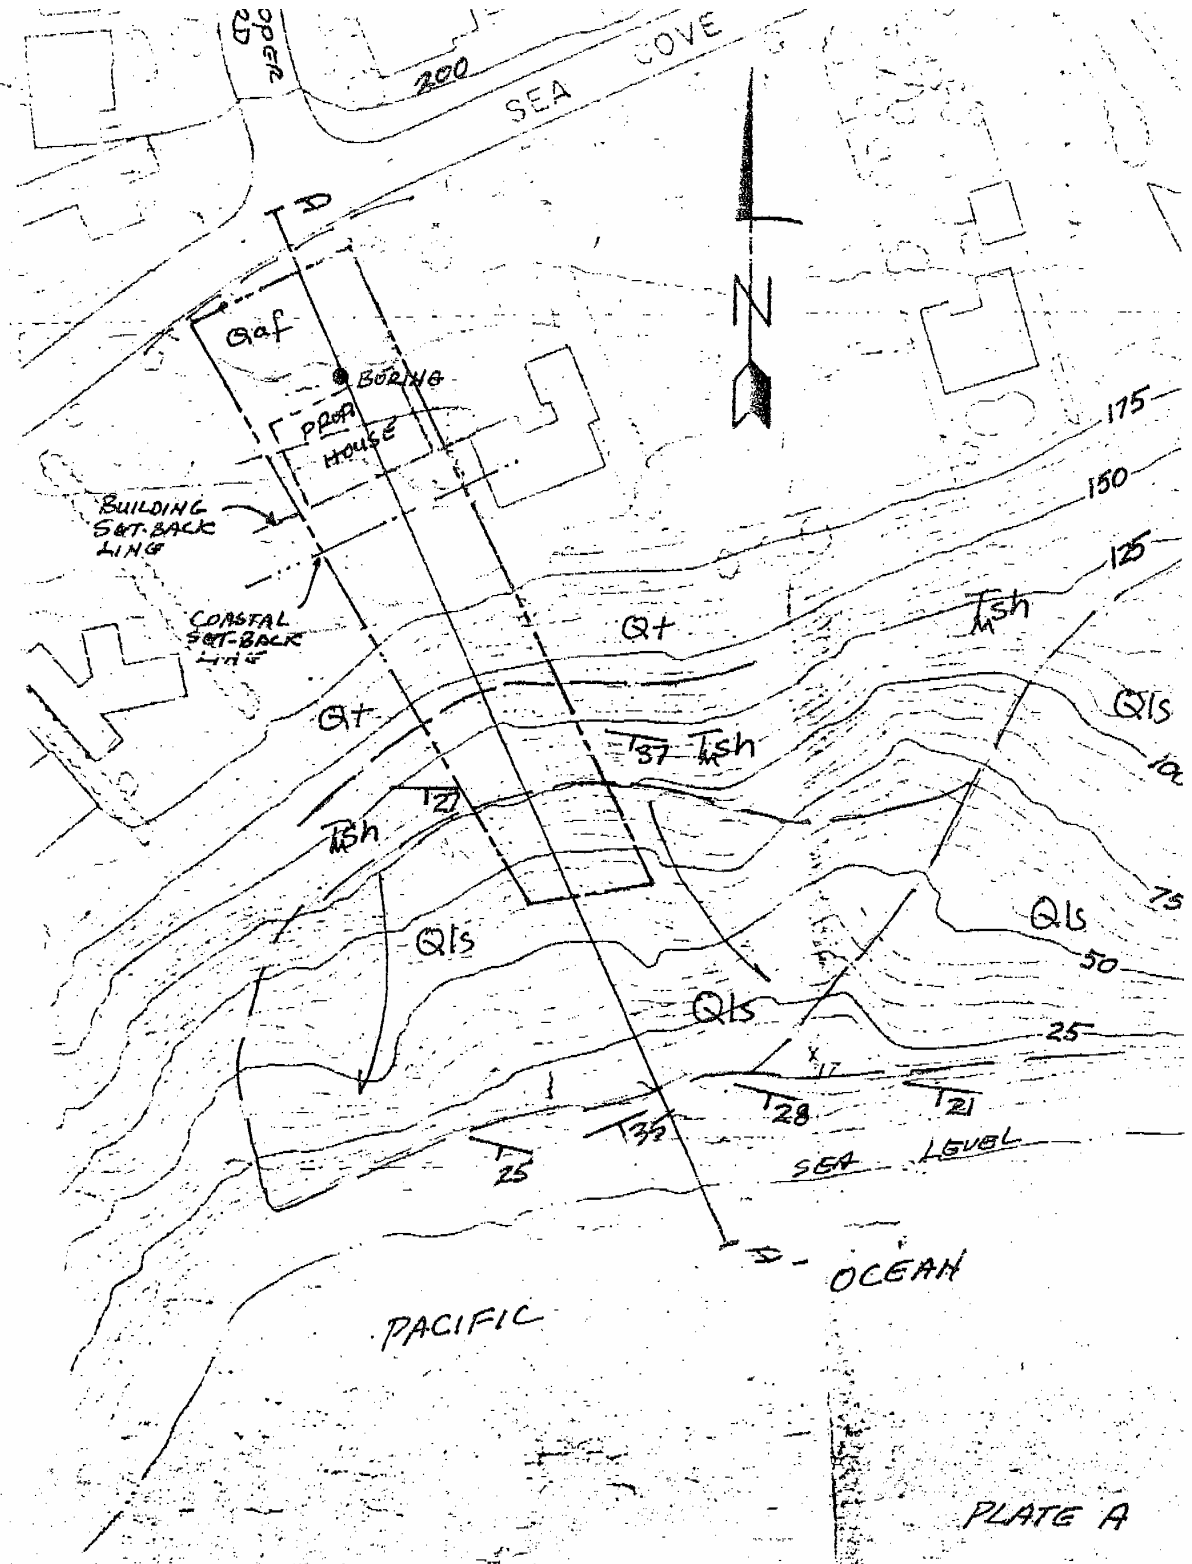 200
SEA COVE
Qaf
BORING
PROP.
HOUSE
BUILDING
SET-BACK
LINE
COASTAL
SET-BACK
LINE
N
175
150
125
Tmsh
Qt
Qls
Qt
37 Tmsh
100
27
Tmsh
75
Qls
Qls
50
Qls
25
17
28
21
35
25
SEA LEVEL
OCEAN
PACIFIC
PLATE A